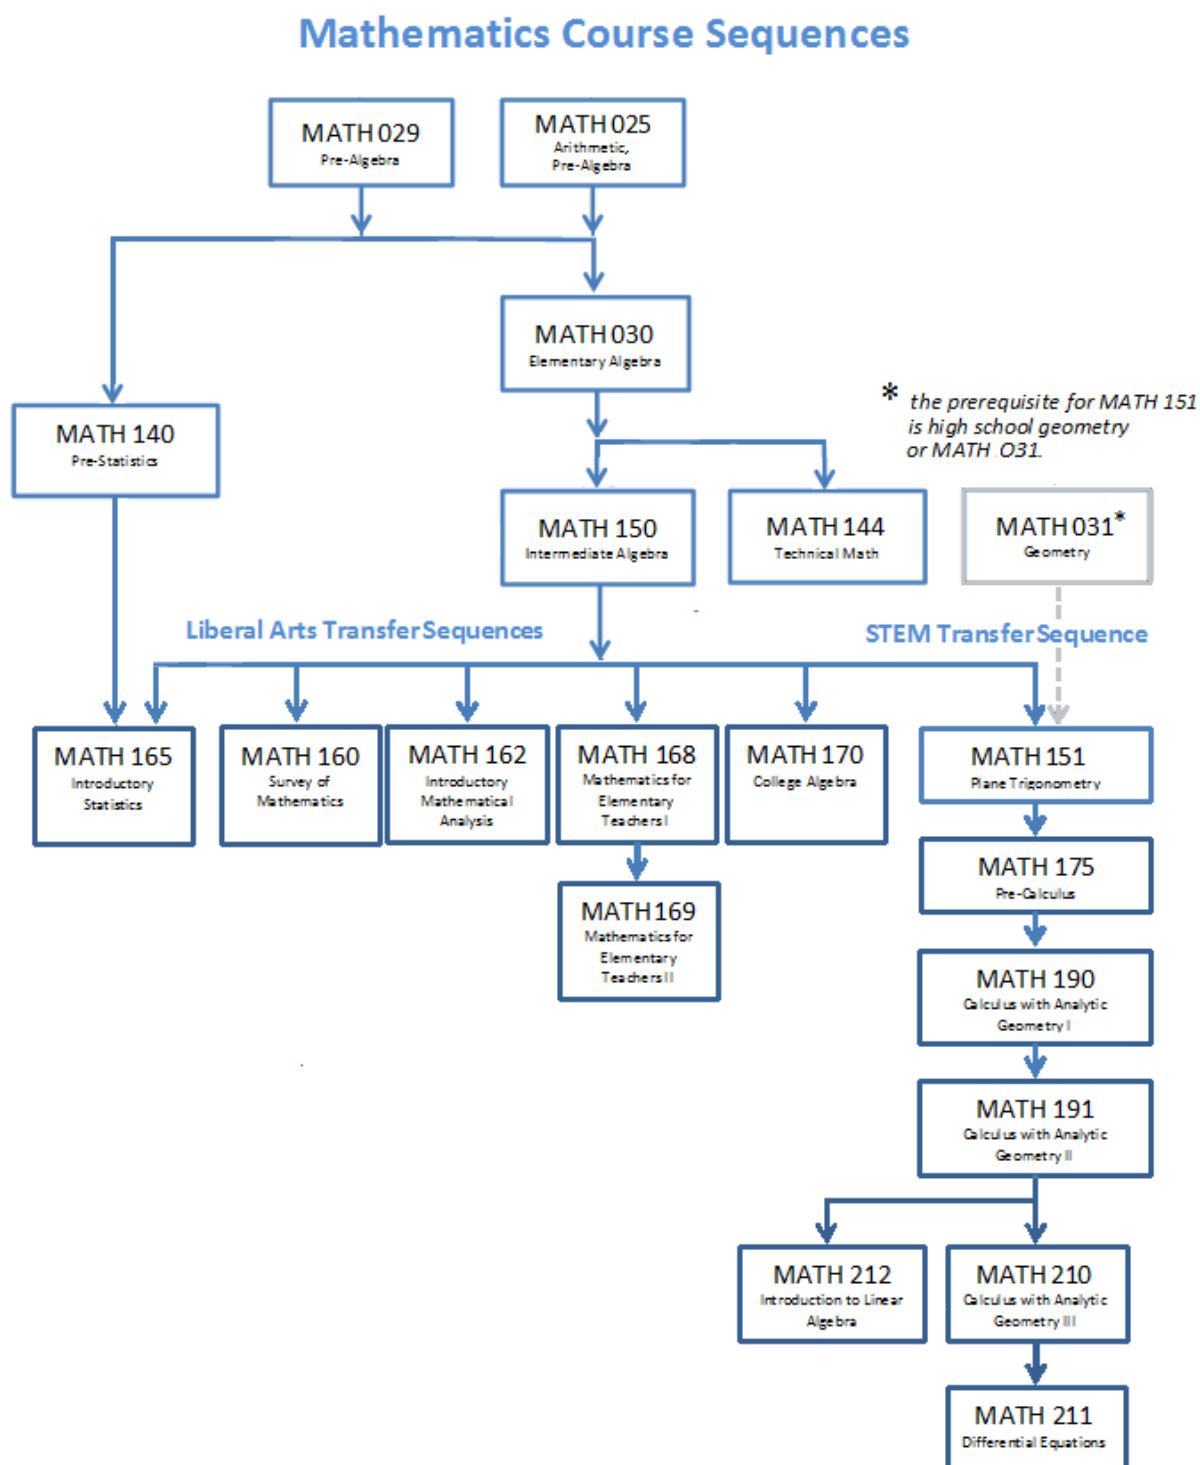 Mathematics Course Sequences
MATH 029
Pre-Algebra
MATH 025
Arithmetic,
Pre-Algebra
MATH 030
Elementary Algebra
* the prerequisite for MATH 151
is high school geometry
or MATH O31.
MATH 140
Pre-Statistics
MATH 150
Intermediate Algebra
MATH 144
Technical Math
MATH 031*
Geometry
Liberal Arts Transfer Sequences
STEM Transfer Sequence
MATH 165
Introductory
Statistics
MATH 160
Survey of
Mathematics
MATH 162
Introductory
Mathematical
Analysis
MATH 168
Mathematics for
Elementary
Teachers I
MATH 170
College Algebra
MATH 151
Plane Trigonometry
MATH 175
Pre-Calculus
MATH 169
Mathematics for
Elementary
Teachers II
MATH 190
Calculus with Analytic
Geometry I
MATH 191
Calculus with Analytic
Geometry II
MATH 212
Introduction to Linear
Algebra
MATH 210
Calculus with Analytic
Geometry III
MATH 211
Differential Equations